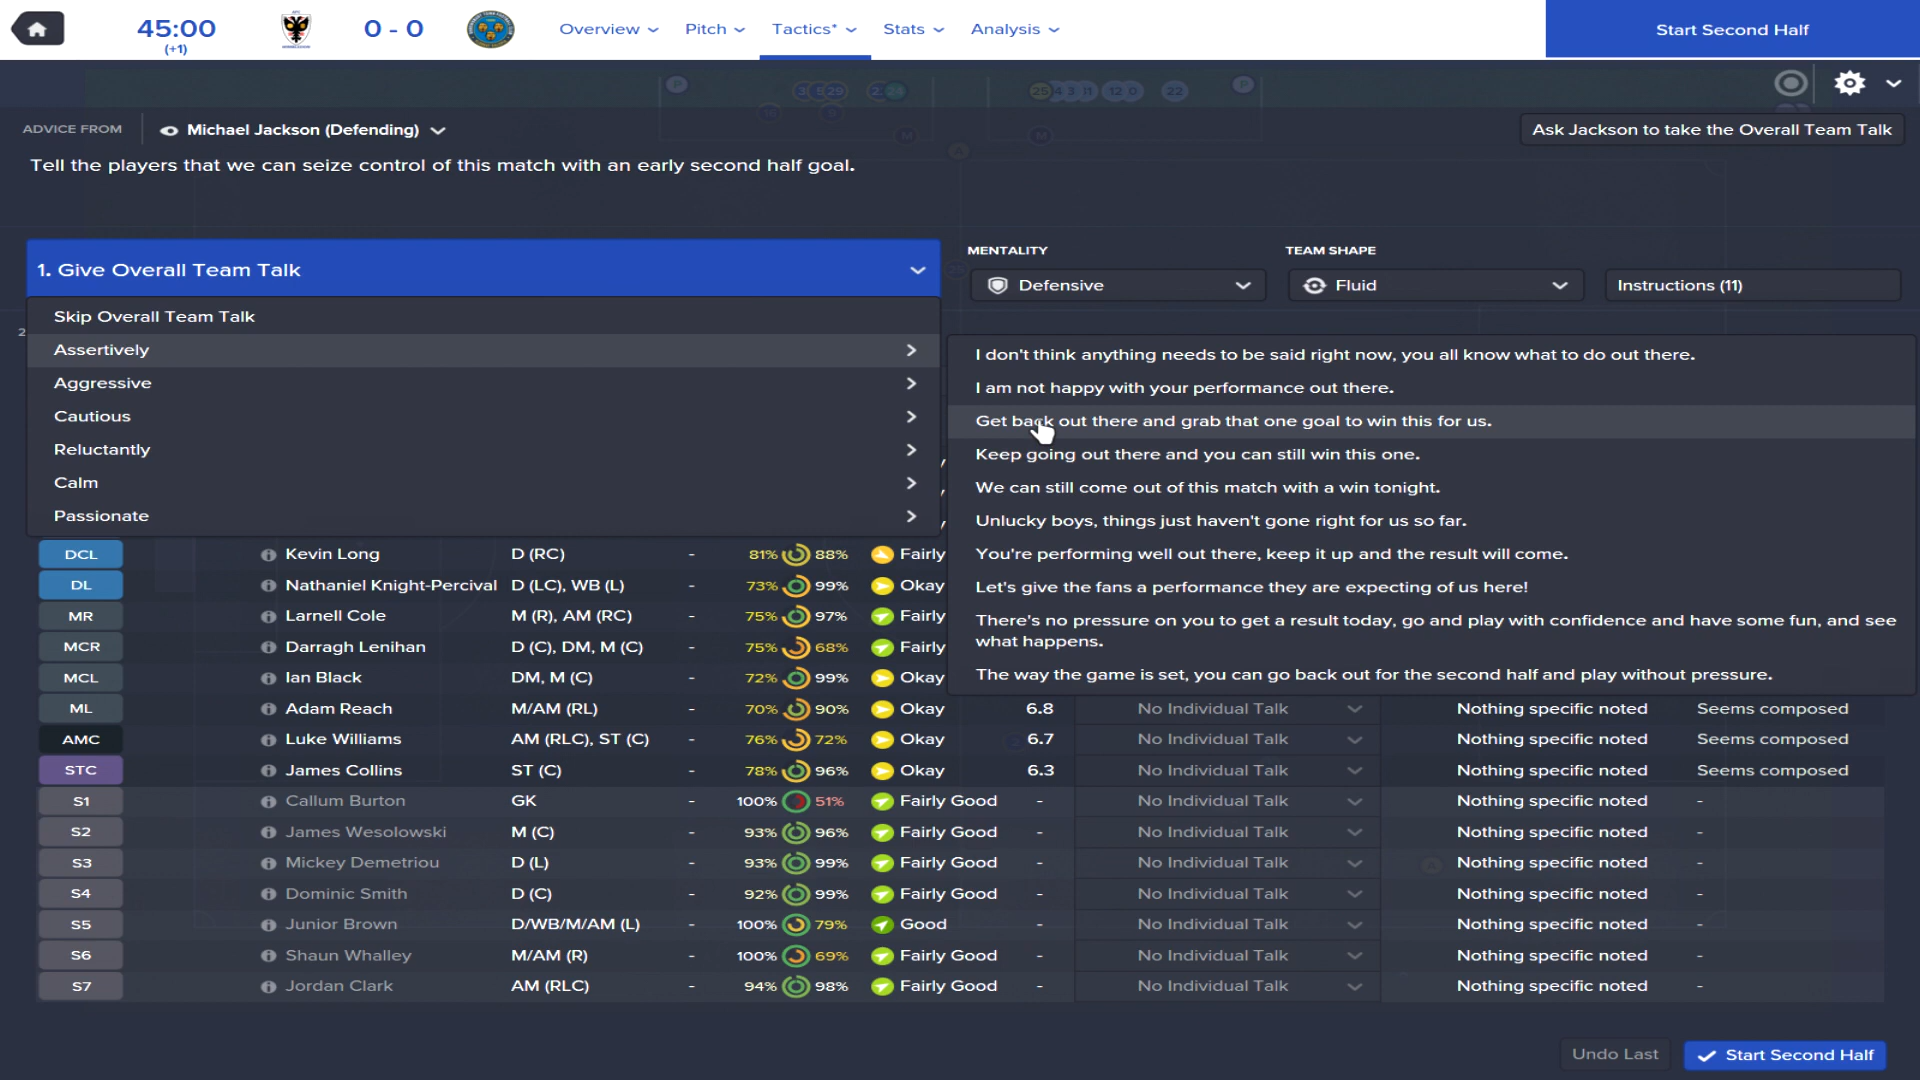 45:00
(+1)
0 - 0
Overview
Pitch
Tactics*
Stats
Analysis
Start Second Half
ADVICE FROM
Michael Jackson (Defending)
Ask Jackson to take the Overall Team Talk
Tell the players that we can seize control of this match with an early second half goal.
1. Give Overall Team Talk
MENTALITY
Defensive
TEAM SHAPE
Fluid
Instructions (11)
Skip Overall Team Talk
Assertively
Aggressive
Cautious
Reluctantly
Calm
Passionate
I don't think anything needs to be said right now, you all know what to do out there.
I am not happy with your performance out there.
Get back out there and grab that one goal to win this for us.
Keep going out there and you can still win this one.
We can still come out of this match with a win tonight.
Unlucky boys, things just haven't gone right for us so far.
You're performing well out there, keep it up and the result will come.
Let's give the fans a performance they are expecting of us here!
There's no pressure on you to get a result today, go and play with confidence and have some fun, and see
what happens.
The way the game is set, you can go back out for the second half and play without pressure.
DCL Kevin Long D (RC) - 81% 88% Fairly
DL Nathaniel Knight-Percival D (LC), WB (L) - 73% 99% Okay
MR Larnell Cole M (R), AM (RC) - 75% 97% Fairly
MCR Darragh Lenihan D (C), DM, M (C) - 75% 68% Fairly
MCL Ian Black DM, M (C) - 72% 99% Okay
ML Adam Reach M/AM (RL) - 70% 90% Okay 6.8 No Individual Talk Nothing specific noted Seems composed
AMC Luke Williams AM (RLC), ST (C) - 76% 72% Okay 6.7 No Individual Talk Nothing specific noted Seems composed
STC James Collins ST (C) - 78% 96% Okay 6.3 No Individual Talk Nothing specific noted Seems composed
S1 Callum Burton GK - 100% 51% Fairly Good - No Individual Talk Nothing specific noted -
S2 James Wesolowski M (C) - 93% 96% Fairly Good - No Individual Talk Nothing specific noted -
S3 Mickey Demetriou D (L) - 93% 99% Fairly Good - No Individual Talk Nothing specific noted -
S4 Dominic Smith D (C) - 92% 99% Fairly Good - No Individual Talk Nothing specific noted -
S5 Junior Brown D/WB/M/AM (L) - 100% 79% Good - No Individual Talk Nothing specific noted -
S6 Shaun Whalley M/AM (R) - 100% 69% Fairly Good - No Individual Talk Nothing specific noted -
S7 Jordan Clark AM (RLC) - 94% 98% Fairly Good - No Individual Talk Nothing specific noted -
Undo Last
Start Second Half